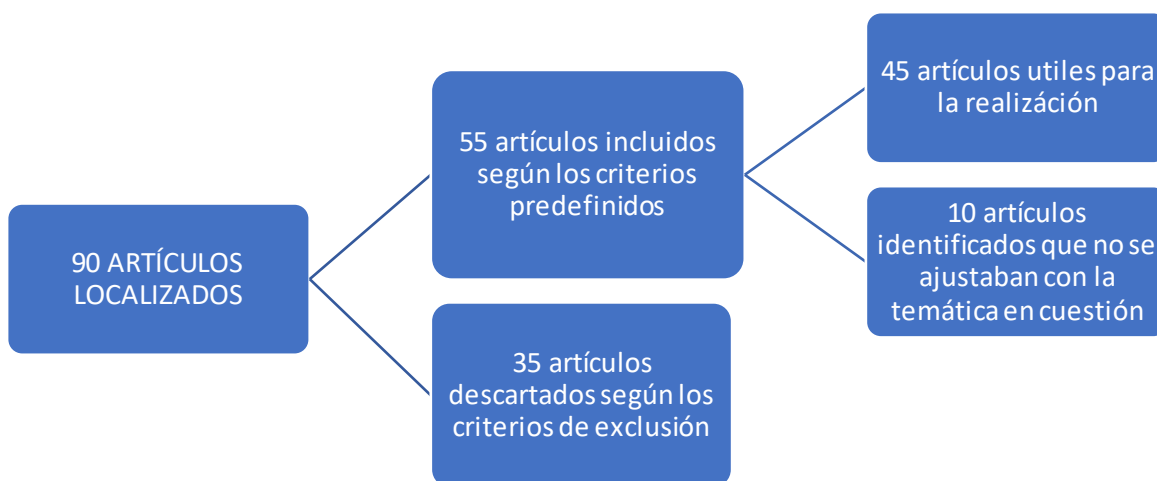 90 ARTÍCULOS
LOCALIZADOS
55 artículos incluidos
según los criterios
predefinidos
35 artículos
descartados según los
criterios de exclusión
45 artículos utiles para
la realizáción
10 artículos
identificados que no se
ajustaban con la
temática en cuestión